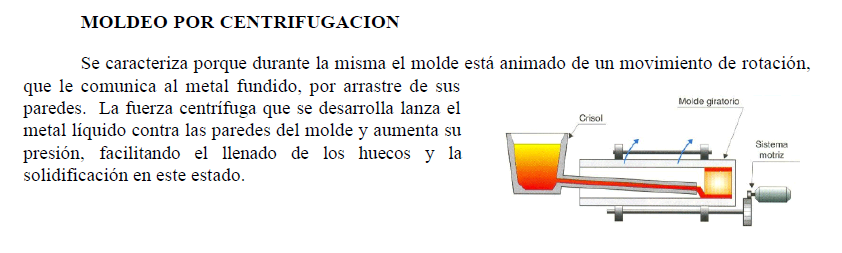 MOLDEO POR CENTRIFUGACION
Se caracteriza porque durante la misma el molde está animado de un movimiento de rotación,
que le comunica al metal fundido, por arrastre de sus
paredes. La fuerza centrífuga que se desarrolla lanza el
metal líquido contra las paredes del molde y aumenta su
presión, facilitando el llenado de los huecos y la
solidificación en este estado.
Molde giratorio
Crisol
Sistema
motriz